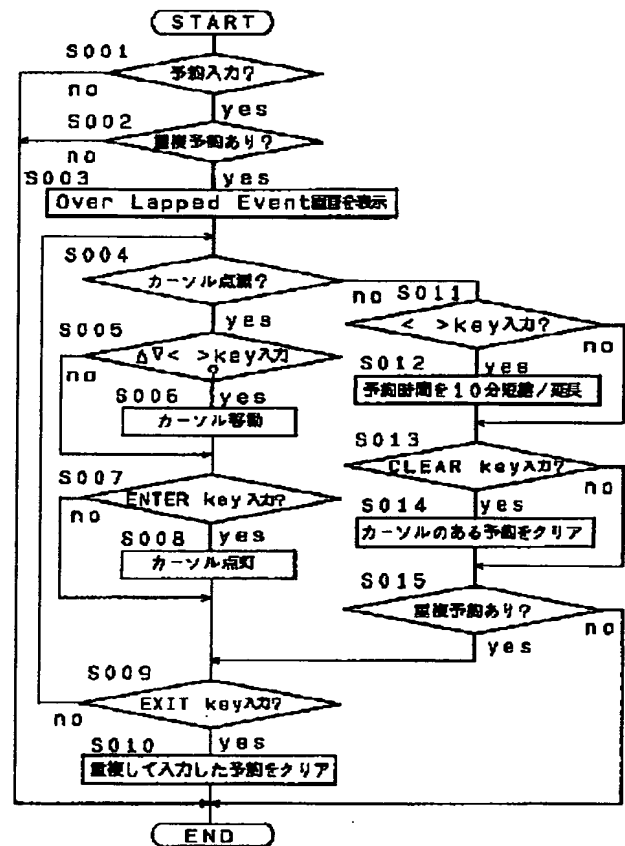 START
S001
予約入力?
no
yes
S002
重複予約あり?
no
yes
S003
Over Lapped Event画面を表示
S004
カーソル点滅?
no
yes
S005
Δ∇< >key入力
?
no
yes
S006
カーソル移動
S007
ENTER key入力?
no
yes
S008
カーソル点灯
S011
< >key入力?
no
yes
S012
予約時間を10分短縮/延長
S013
CLEAR key入力?
no
yes
S014
カーソルのある予約をクリア
S015
重複予約あり?
no
yes
S009
EXIT key入力?
no
yes
S010
重複して入力した予約をクリア
END